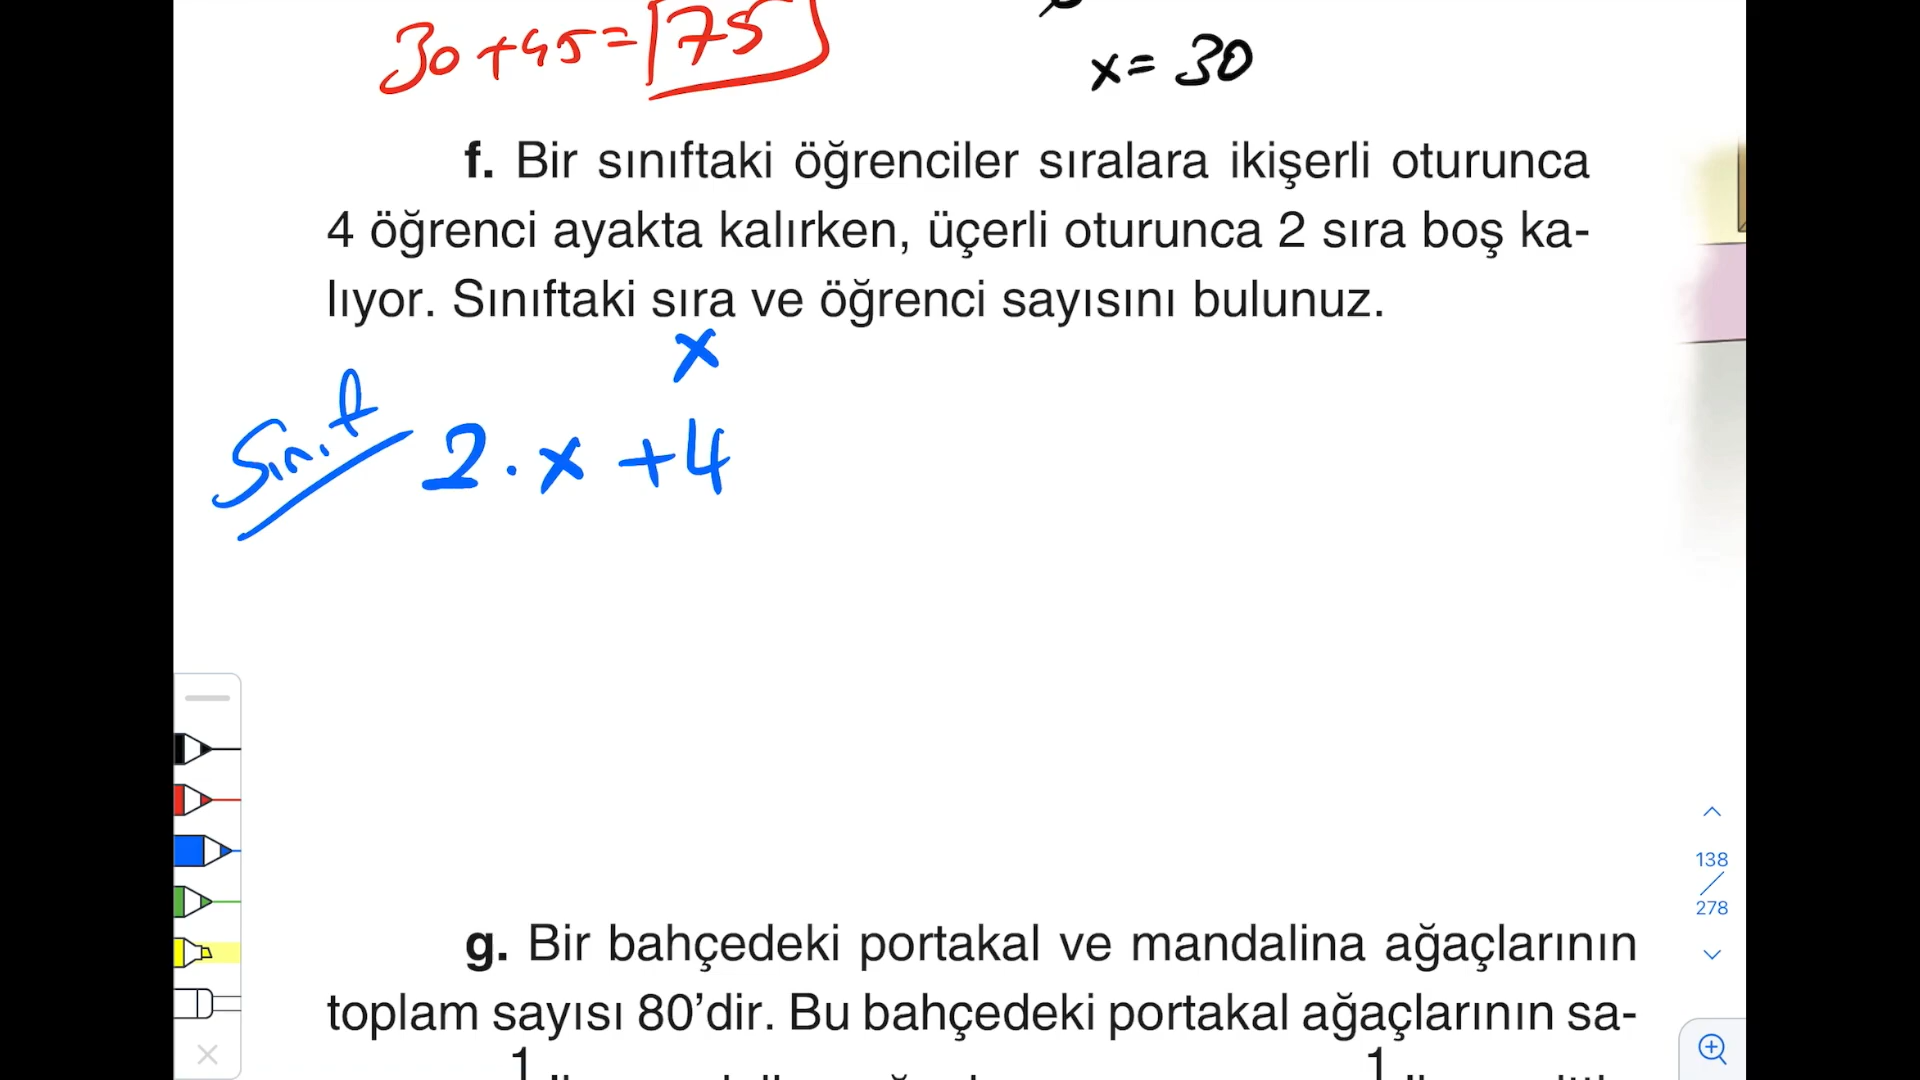 30+45=75
x=30
f. Bir sınıftaki öğrenciler sıralara ikişerli oturunca
4 öğrenci ayakta kalırken, üçerli oturunca 2 sıra boş ka-
lıyor. Sınıftaki sıra ve öğrenci sayısını bulunuz.
x
Sınıf 2.x+4
138
278
g. Bir bahçedeki portakal ve mandalina ağaçlarının
toplam sayısı 80’dir. Bu bahçedeki portakal ağaçlarının sa-
1 1